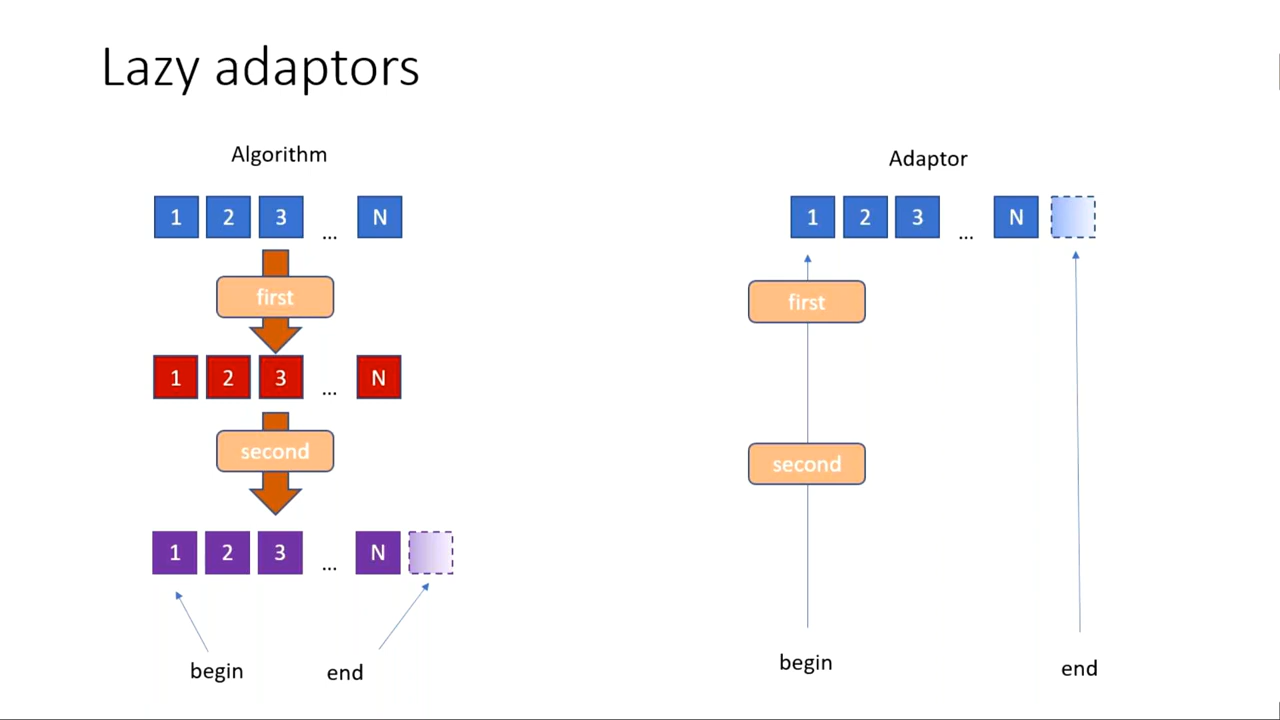 Lazy adaptors
Algorithm
1 2 3 ... N
first
1 2 3 ... N
second
1 2 3 ... N
begin
end
Adaptor
1 2 3 ... N
first
second
begin
end